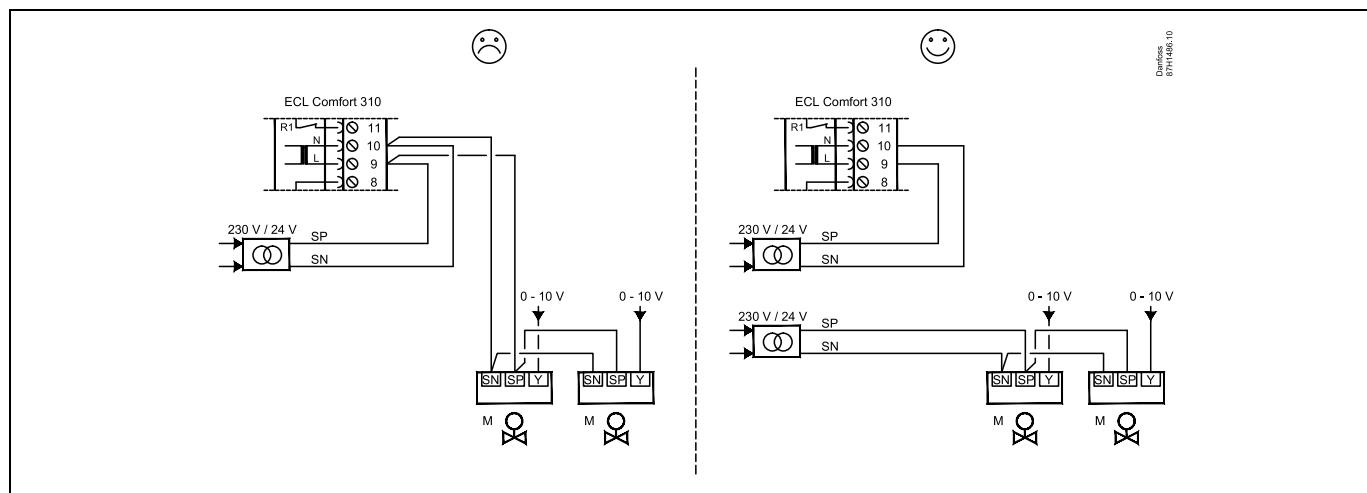 Danfoss
87H1486.10
ECL Comfort 310
R1
11
N
10
L
9
8
230 V / 24 V
SP
SN
0 - 10 V
0 - 10 V
SN
SP
Y
SN
SP
Y
M
M
ECL Comfort 310
R1
11
N
10
L
9
8
230 V / 24 V
SP
SN
230 V / 24 V
SP
SN
0 - 10 V
0 - 10 V
SN
SP
Y
SN
SP
Y
M
M